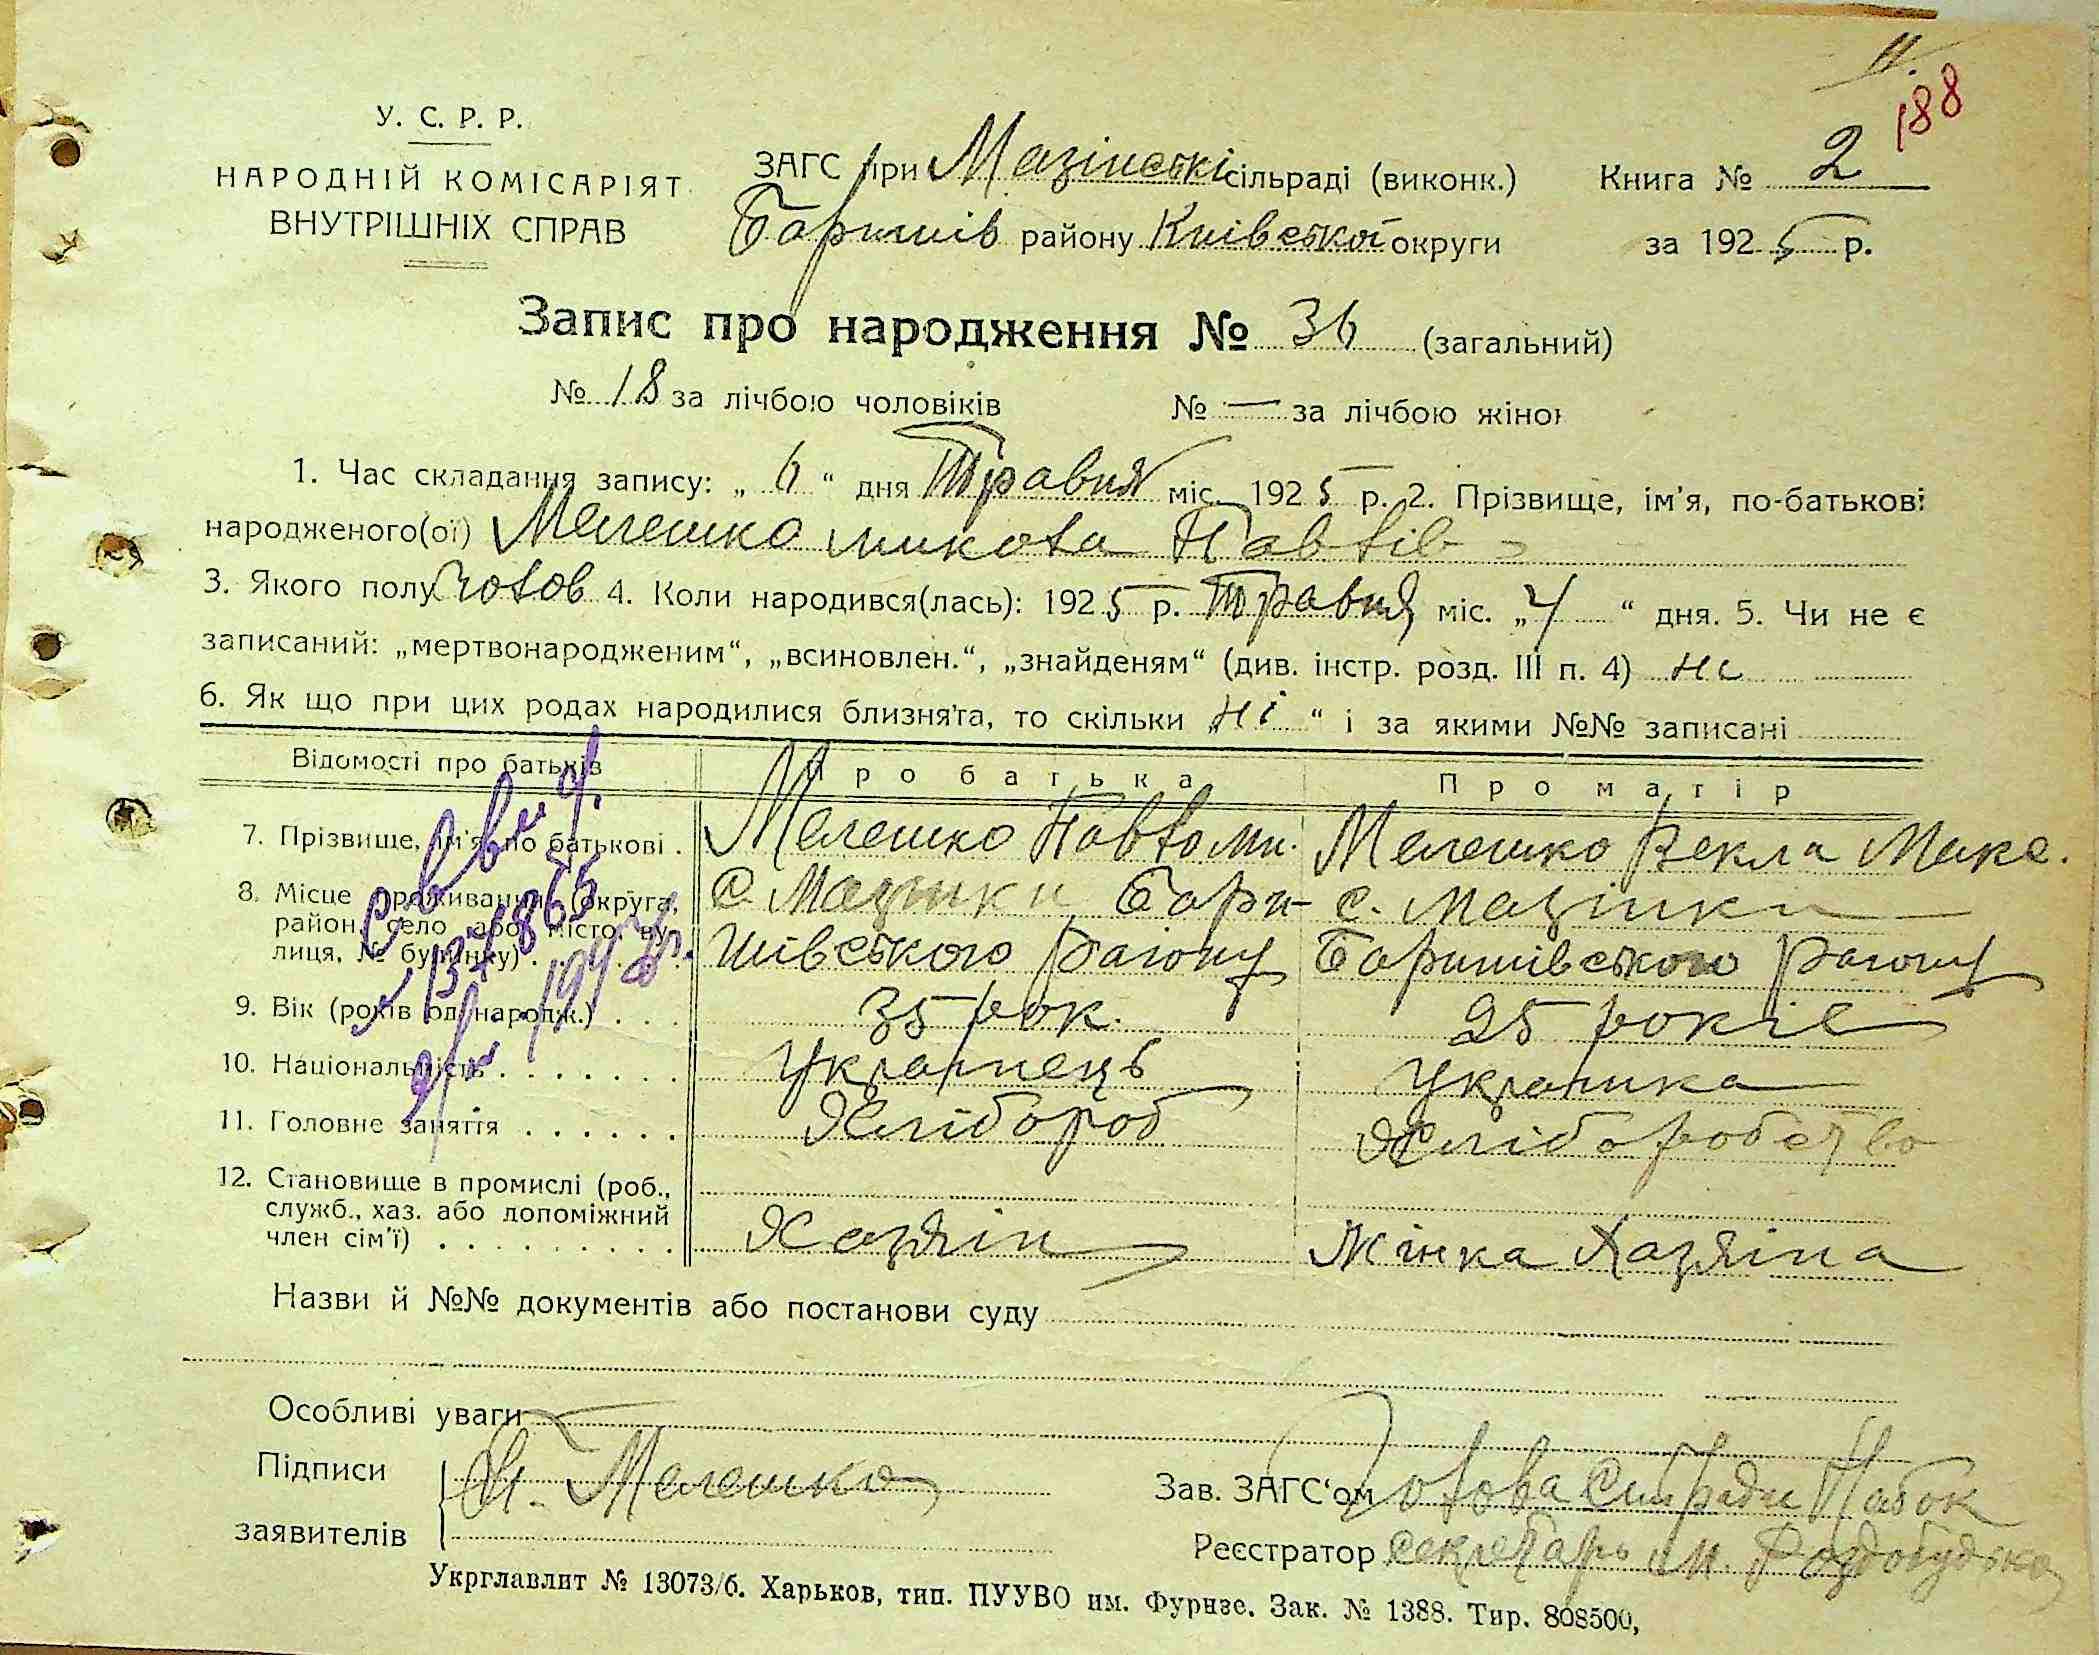 188
У. С. Р. Р.
НАРОДНІЙ КОМІСАРІЯТ
ВНУТРІШНІХ СПРАВ
ЗАГС при Мазінські сільраді (виконк.) Книга № 2
Баришів району Київської округи за 1925 р.
Запис про народження № 36 (загальний)
№ 18 за лічбою чоловіків № — за лічбою жінок
1. Час складання запису: „ 6 “ дня Травня міс. 1925 р. 2. Прізвище, ім'я, по-батькові
народженого(ої) Мелешко Микола Павлів
3. Якого полу чолов 4. Коли народився(лась): 1925 р. Травня міс. „ 4 “ дня. 5. Чи не є
записаний: „мертвонародженим“, „всиновлен.“, „знайденям“ (див. інстр. розд. III п. 4) ні
6. Як що при цих родах народилися близнята, то скільки „ ні “ і за якими №№ записані
Відомості про батьків Про батька Про матір
7. Прізвище, ім'я, по батькові . Мелешко Павло Ми. Мелешко Векла Макс.
8. Місце проживання (округа, район, село або місто, вулиця, № будинку) . с. Мазінки Баришівського району с. Мазінки Баришівського району
9. Вік (років од народж.) . . . 35 рок. 25 років
10. Національність . . . . . . . Українець Українка
11. Головне заняття . . . . . . Хлібороб Хліборобство
12. Становище в промислі (роб., служб., хаз. або допоміжний член сім'ї) . . . . . . . . . Хазяїн Жінка Хазяїна
Назви й №№ документів або постанови суду
Особливі уваги
Підписи Мелешко Зав. ЗАГС'ом Голова Сільради Набок
заявителів Реєстратор секретарь М. Роздобудько
Укрглавлит № 13073/б. Харьков, тип. ПУУВО им. Фрунзе. Зак. № 1388. Тир. 808500,